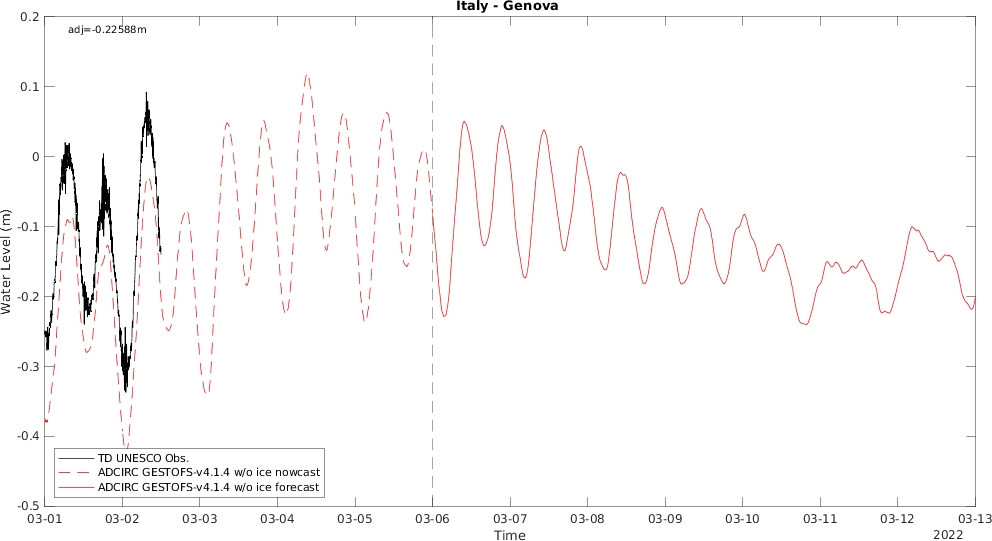 Italy - Genova
adj=-0.22588m
0.2
0.1
0
-0.1
-0.2
-0.3
-0.4
-0.5
Water Level (m)
TD UNESCO Obs.
ADCIRC GESTOFS-v4.1.4 w/o ice nowcast
ADCIRC GESTOFS-v4.1.4 w/o ice forecast
03-01 03-02 03-03 03-04 03-05 03-06 03-07 03-08 03-09 03-10 03-11 03-12 03-13
Time
2022